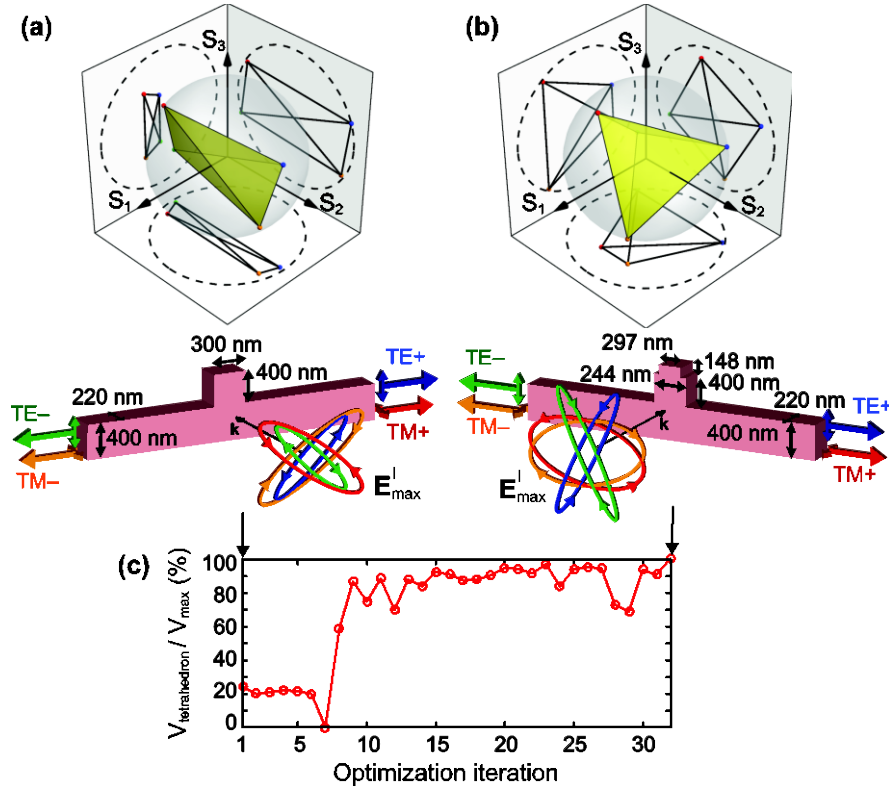 (a)
S₃
S₁
S₂
(b)
S₃
S₁
S₂
300 nm
400 nm
TE+
220 nm
TE−
400 nm
TM+
TM−
k
E^I_max
297 nm
148 nm
TE−
244 nm
400 nm
220 nm
TE+
TM−
400 nm
k
TM+
E^I_max
(c)
V_tetrahedron / V_max (%)
100
80
60
40
20
0
1 5 10 15 20 25 30
Optimization iteration